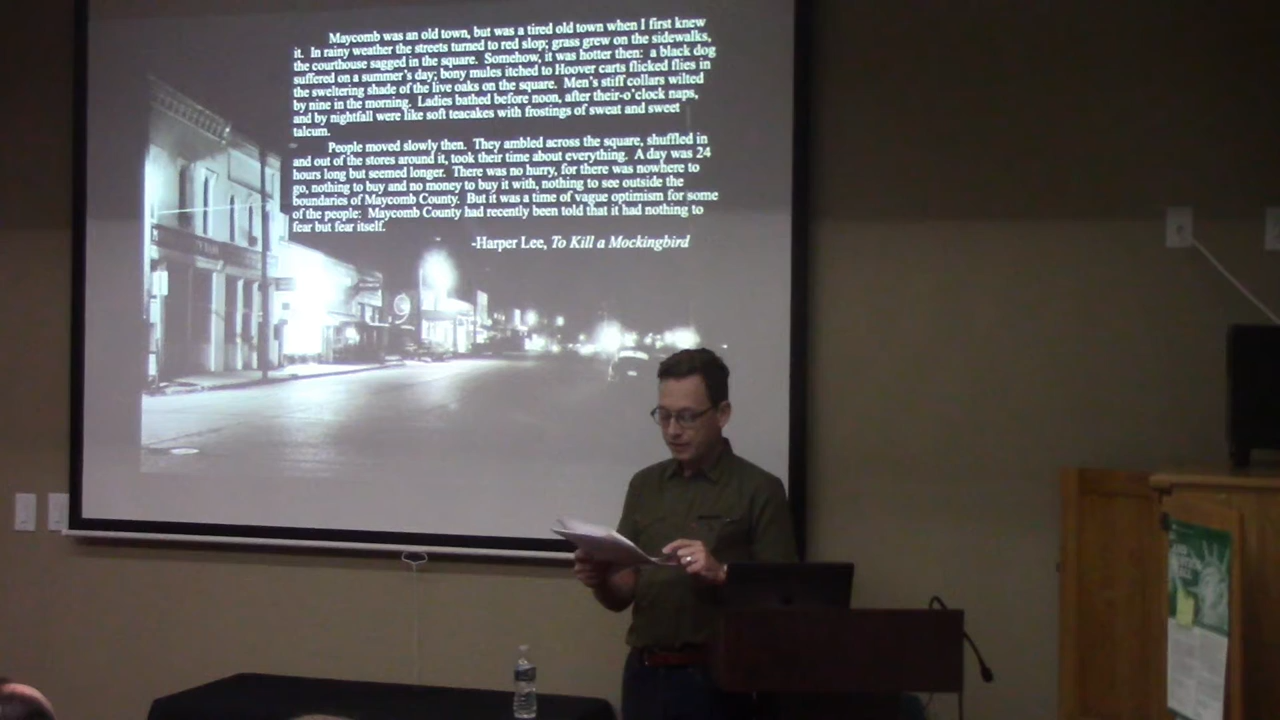 Maycomb was an old town, but was a tired old town when I first knew
it. In rainy weather the streets turned to red slop; grass grew on the sidewalks,
the courthouse sagged in the square. Somehow, it was hotter then: a black dog
suffered on a summer's day; bony mules itched to Hoover carts flicked flies in
the sweltering shade of the live oaks on the square. Men's stiff collars wilted
by nine in the morning. Ladies bathed before noon, after their-o'clock naps,
and by nightfall were like soft teacakes with frostings of sweat and sweet
talcum.
People moved slowly then. They ambled across the square, shuffled in
and out of the stores around it, took their time about everything. A day was 24
hours long but seemed longer. There was no hurry, for there was nowhere to
go, nothing to buy and no money to buy it with, nothing to see outside the
boundaries of Maycomb County. But it was a time of vague optimism for some
of the people: Maycomb County had recently been told that it had nothing to
fear but fear itself.
-Harper Lee, To Kill a Mockingbird